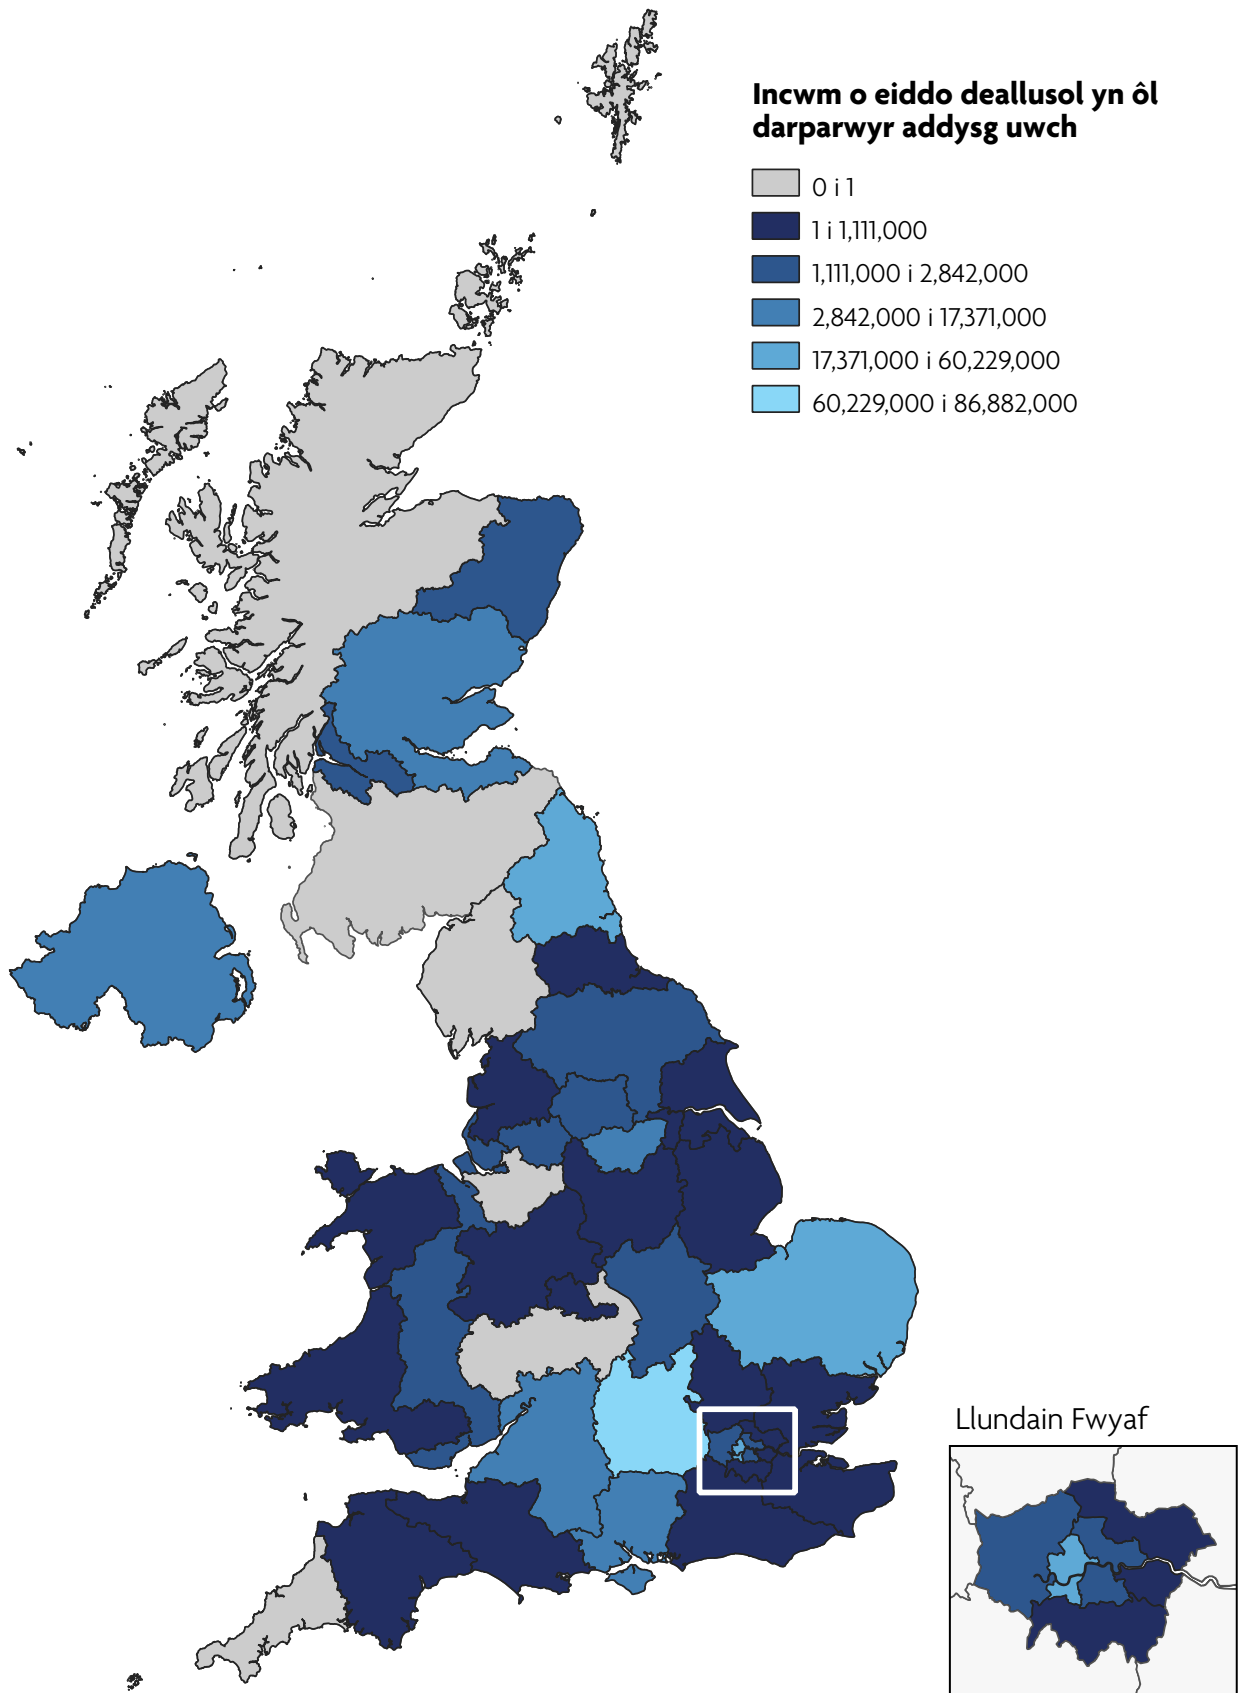 Incwm o eiddo deallusol yn ôl
darparwyr addysg uwch
0 i 1
1 i 1,111,000
1,111,000 i 2,842,000
2,842,000 i 17,371,000
17,371,000 i 60,229,000
60,229,000 i 86,882,000
Llundain Fwyaf